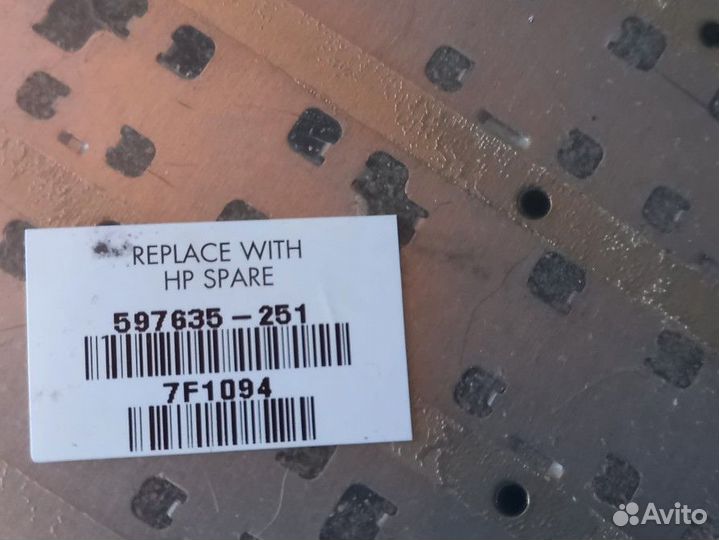 REPLACE WITH
HP SPARE
597635-251
7F1094
Avito